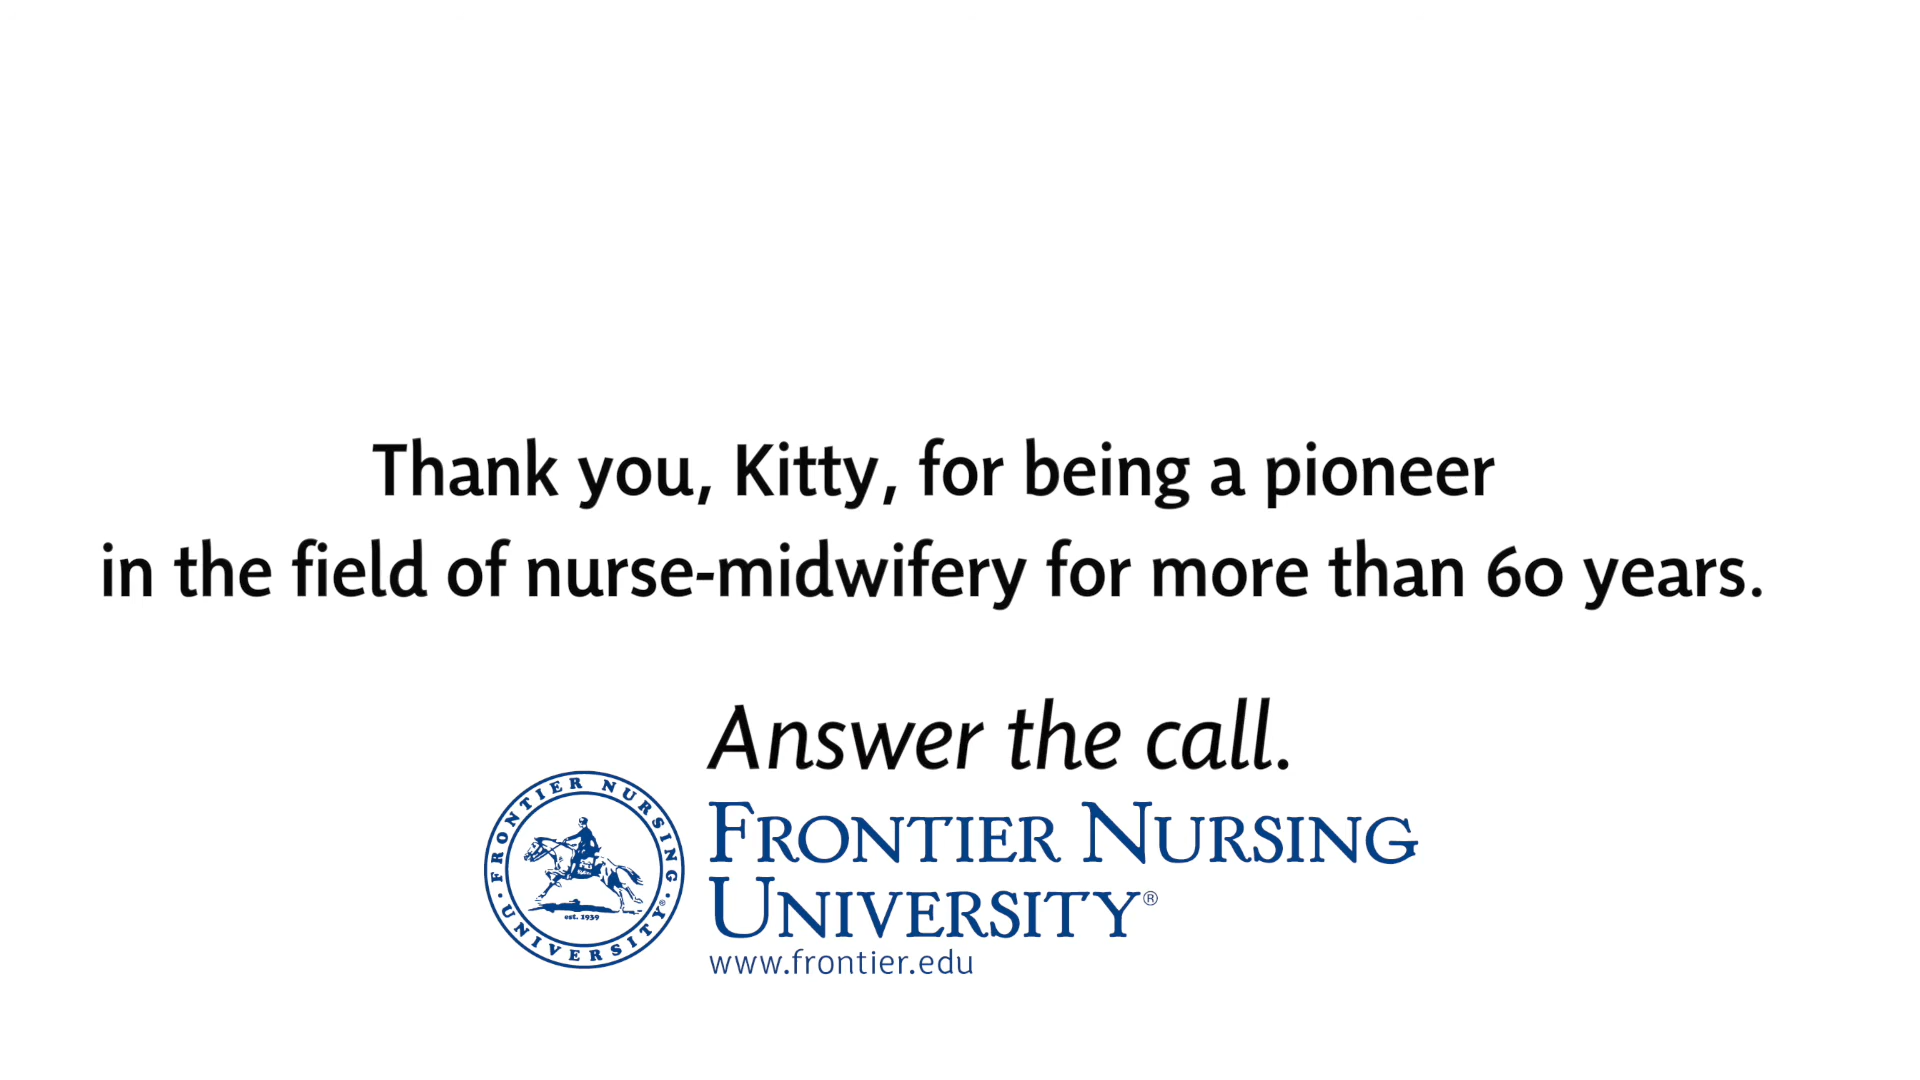 Thank you, Kitty, for being a pioneer
in the field of nurse-midwifery for more than 60 years.
Answer the call.
FRONTIER NURSING
UNIVERSITY®
www.frontier.edu
FRONTIER NURSING
UNIVERSITY®
est. 1939